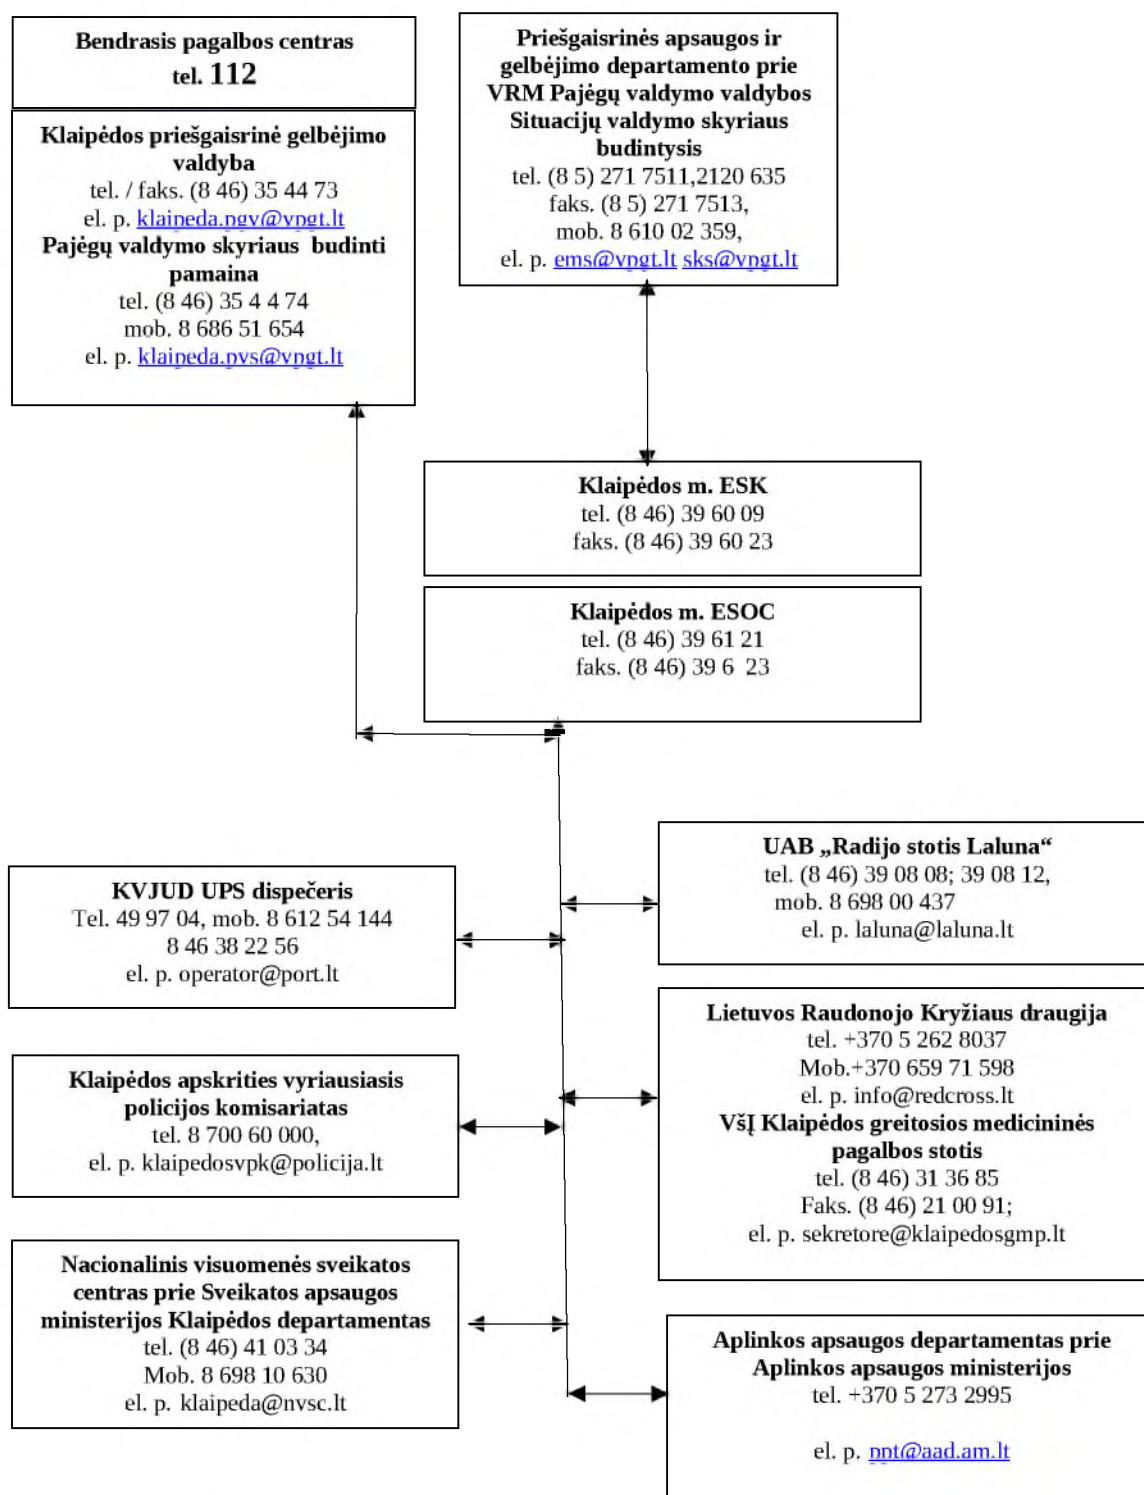 Bendrasis pagalbos centras
tel. 112
Klaipėdos priešgaisrinė gelbėjimo
valdyba
tel. / faks. (8 46) 35 44 73
el. p. klaipeda.pgv@vpgt.lt
Pajėgų valdymo skyriaus  budinti
pamaina
tel. (8 46) 35 4 4 74
mob. 8 686 51 654
el. p. klaipeda.pvs@vpgt.lt
Priešgaisrinės apsaugos ir
gelbėjimo departamento prie
VRM Pajėgų valdymo valdybos
Situacijų valdymo skyriaus
budintysis
tel. (8 5) 271 7511,2120 635
faks. (8 5) 271 7513,
mob. 8 610 02 359,
el. p. ems@vpgt.lt sks@vpgt.lt
Klaipėdos m. ESK
tel. (8 46) 39 60 09
faks. (8 46) 39 60 23
Klaipėdos m. ESOC
tel. (8 46) 39 61 21
faks. (8 46) 39 6  23
KVJUD UPS dispečeris
Tel. 49 97 04, mob. 8 612 54 144
8 46 38 22 56
el. p. operator@port.lt
Klaipėdos apskrities vyriausiasis
policijos komisariatas
tel. 8 700 60 000,
el. p. klaipedosvpk@policija.lt
Nacionalinis visuomenės sveikatos
centras prie Sveikatos apsaugos
ministerijos Klaipėdos departamentas
tel. (8 46) 41 03 34
Mob. 8 698 10 630
el. p. klaipeda@nvsc.lt
UAB „Radijo stotis Laluna“
tel. (8 46) 39 08 08; 39 08 12,
mob. 8 698 00 437
el. p. laluna@laluna.lt
Lietuvos Raudonojo Kryžiaus draugija
tel. +370 5 262 8037
Mob.+370 659 71 598
el. p. info@redcross.lt
VšĮ Klaipėdos greitosios medicininės
pagalbos stotis
tel. (8 46) 31 36 85
Faks. (8 46) 21 00 91;
el. p. sekretore@klaipedosgmp.lt
Aplinkos apsaugos departamentas prie
Aplinkos apsaugos ministerijos
tel. +370 5 273 2995
el. p. ppt@aad.am.lt